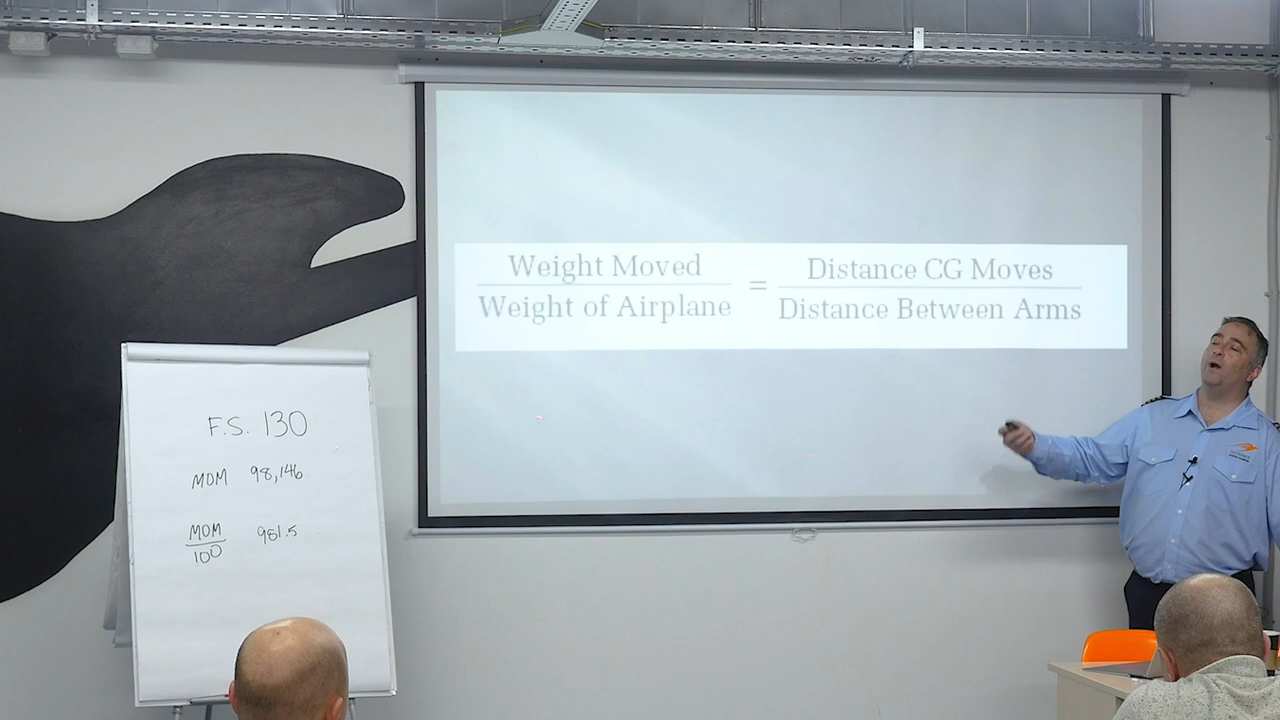 Weight Moved
Weight of Airplane
=
Distance CG Moves
Distance Between Arms
F.S. 130
MOM 98,146
MOM
100
981.5